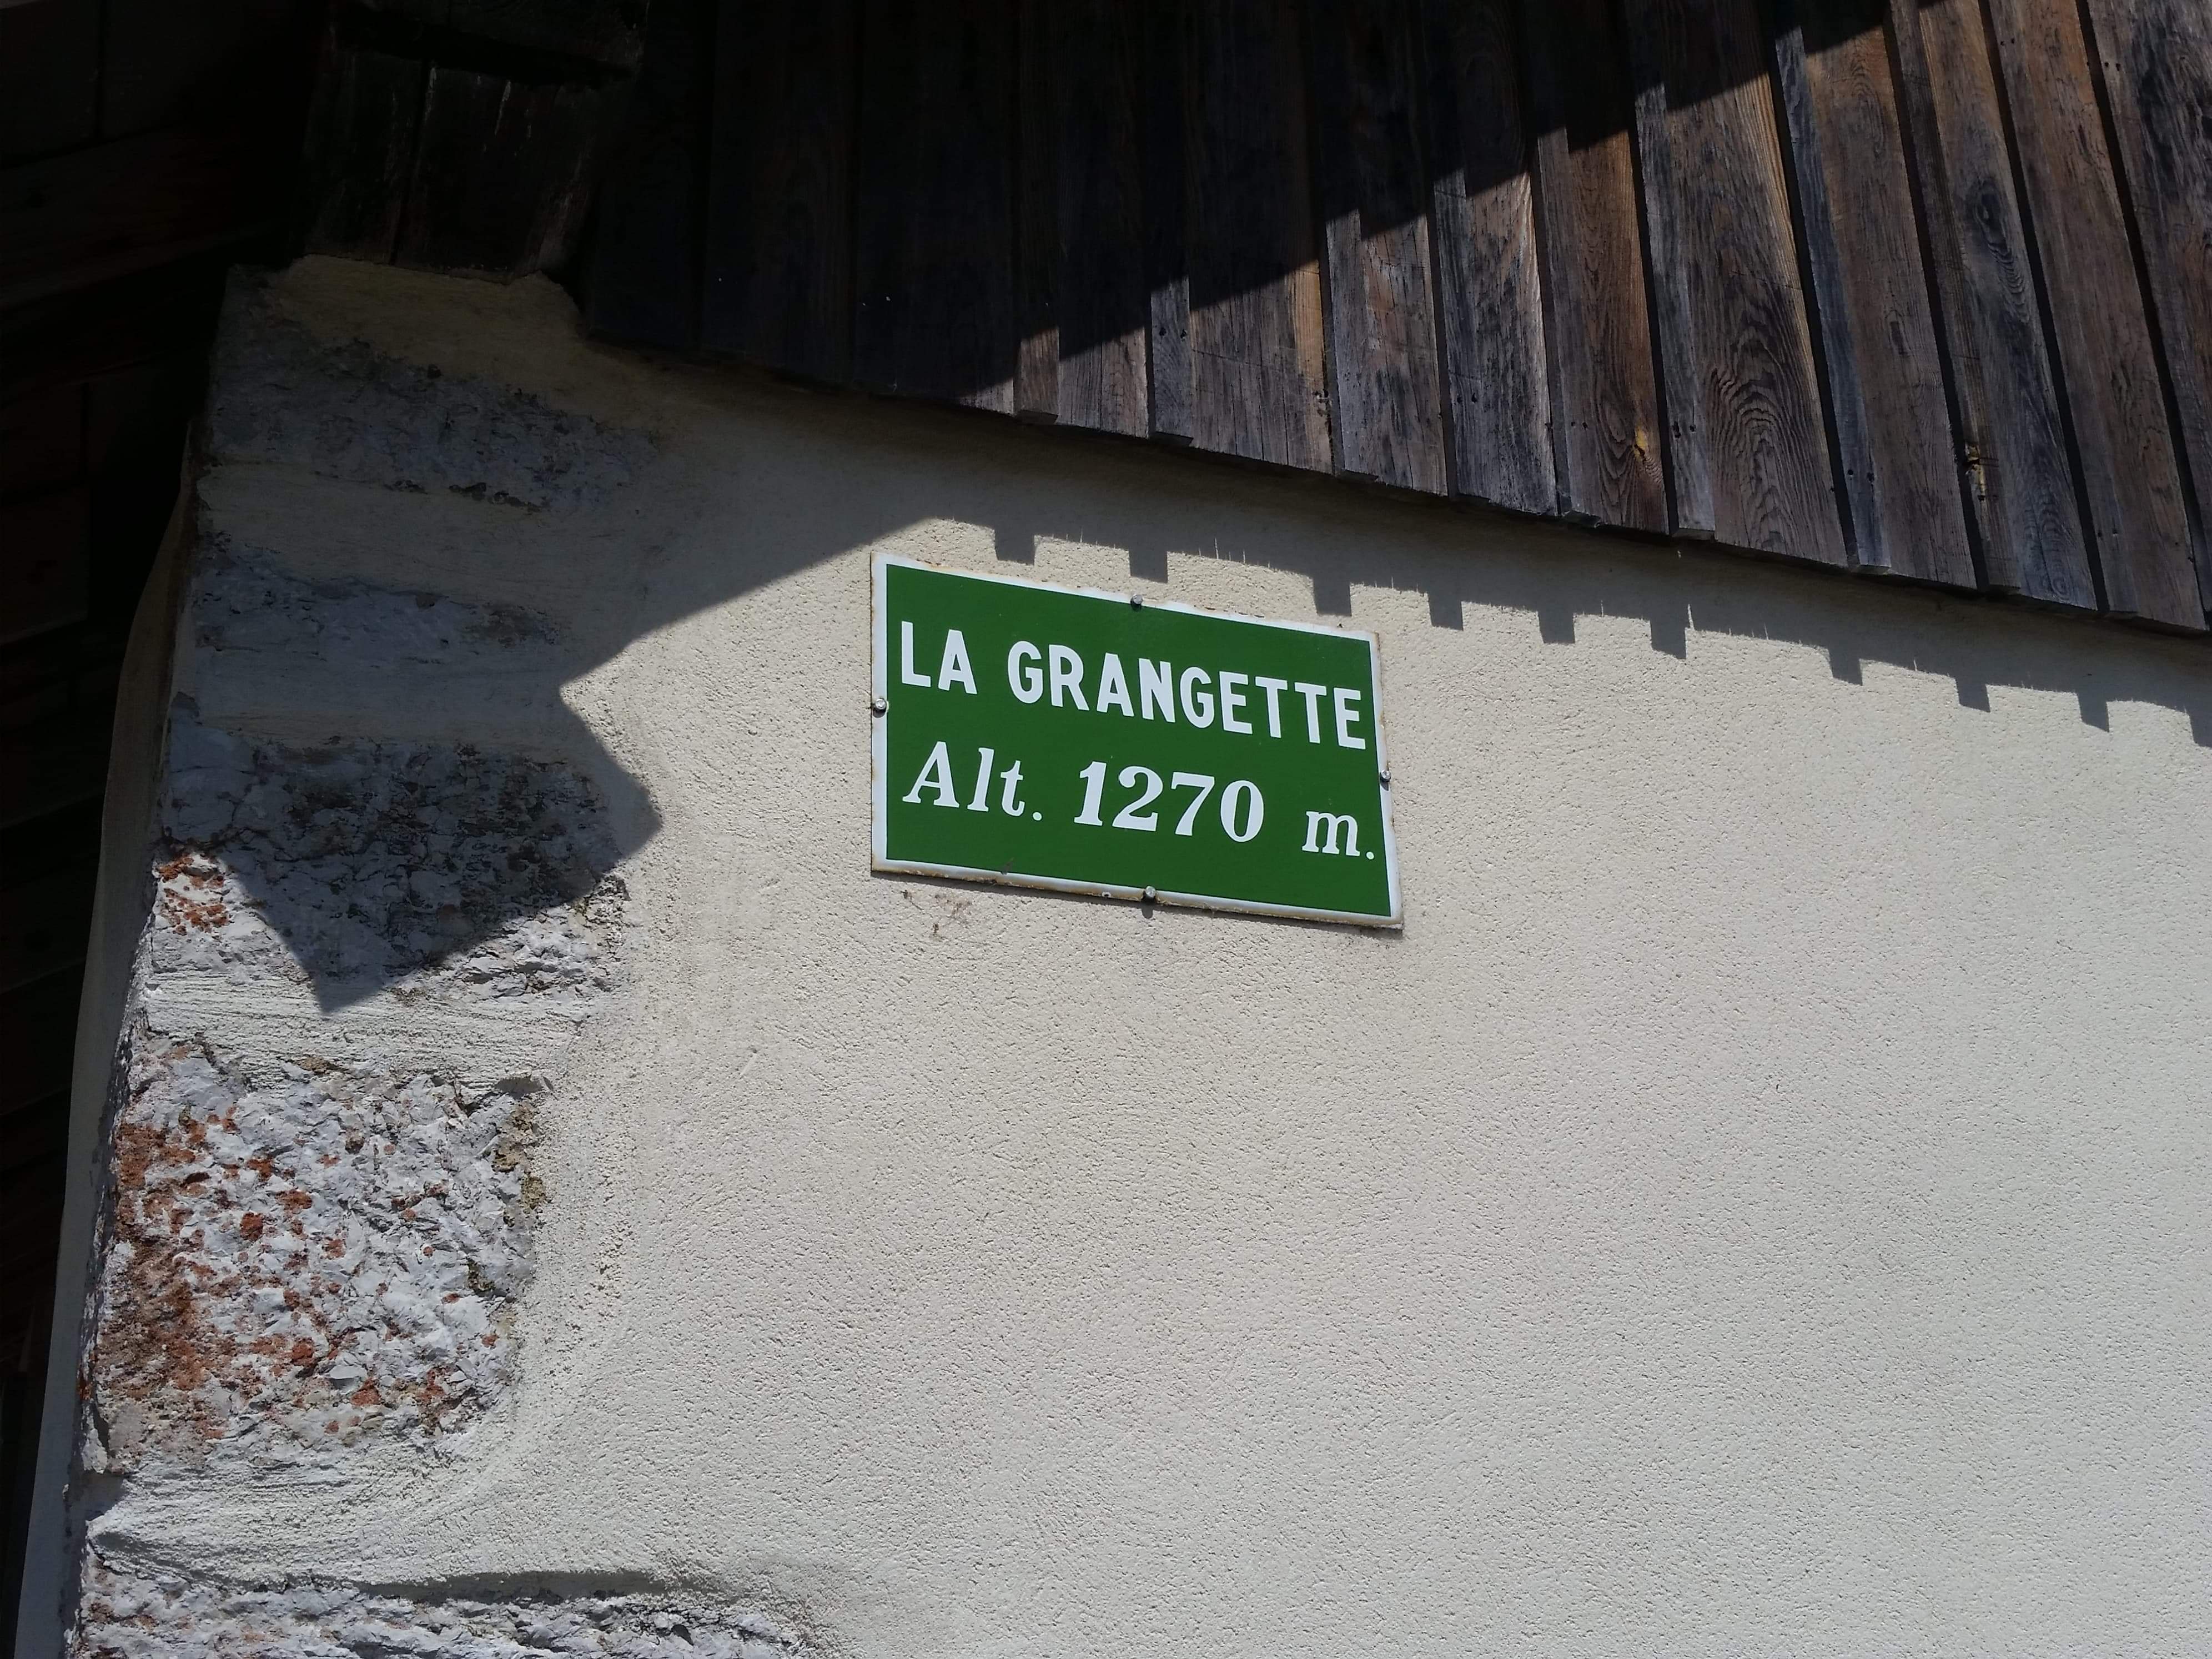 LA GRANGETTE
Alt. 1270 m.